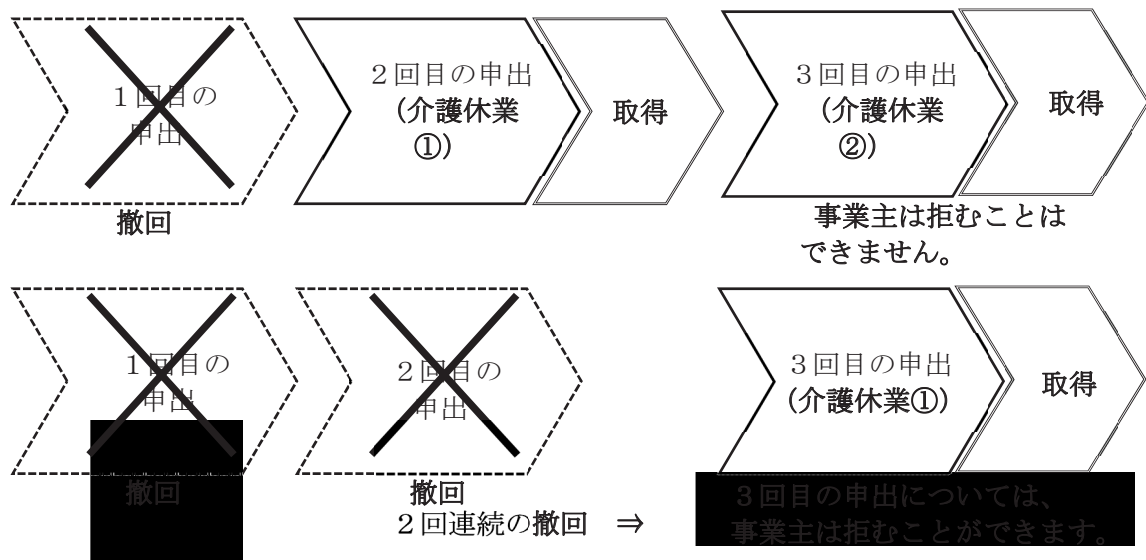 1回目の
申出
撤回
2回目の申出
(介護休業
①)
取得
3回目の申出
(介護休業
②)
取得
事業主は拒むことは
できません。
1回目の
申出
撤回
2回目の
申出
撤回
2回連続の撤回 ⇒
3回目の申出
(介護休業①)
取得
3回目の申出については、
事業主は拒むことができます。